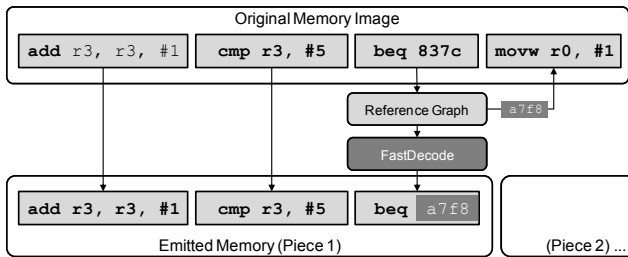 Original Memory Image
add r3, r3, #1
cmp r3, #5
beq 837c
movw r0, #1
Reference Graph
a7f8
FastDecode
add r3, r3, #1
cmp r3, #5
beq a7f8
Emitted Memory (Piece 1)
(Piece 2) ...